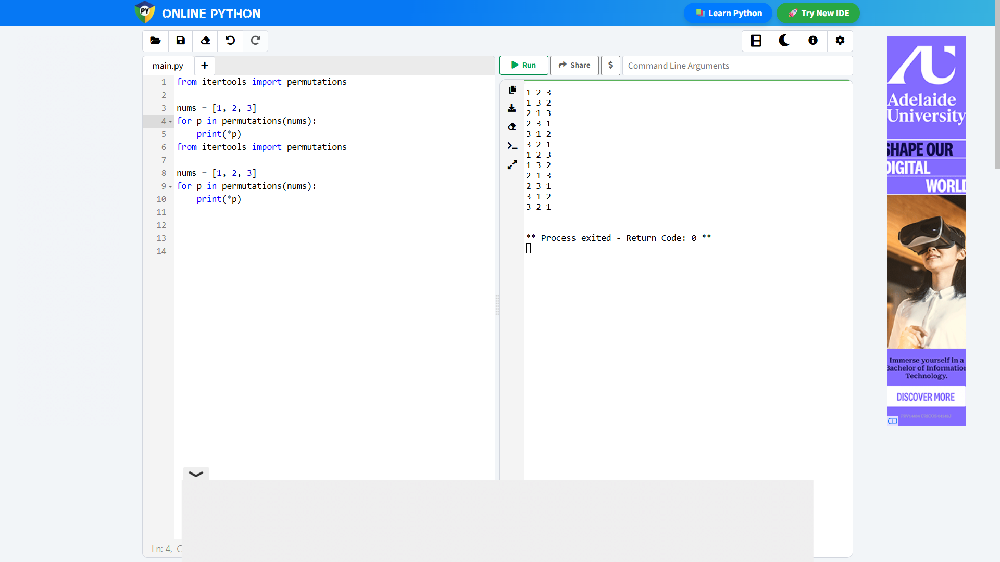 PY ONLINE PYTHON
Learn Python
Try New IDE
main.py +
Run
Share
$
Command Line Arguments
1 from itertools import permutations
2
3 nums = [1, 2, 3]
4 for p in permutations(nums):
5     print(*p)
6 from itertools import permutations
7
8 nums = [1, 2, 3]
9 for p in permutations(nums):
10     print(*p)
11
12
13
14
Ln: 4,
1 2 3
1 3 2
2 1 3
2 3 1
3 1 2
3 2 1
1 2 3
1 3 2
2 1 3
2 3 1
3 1 2
3 2 1
** Process exited - Return Code: 0 **
Adelaide
University
SHAPE OUR
DIGITAL
WORLD
Immerse yourself in a
Bachelor of Information
Technology.
DISCOVER MORE